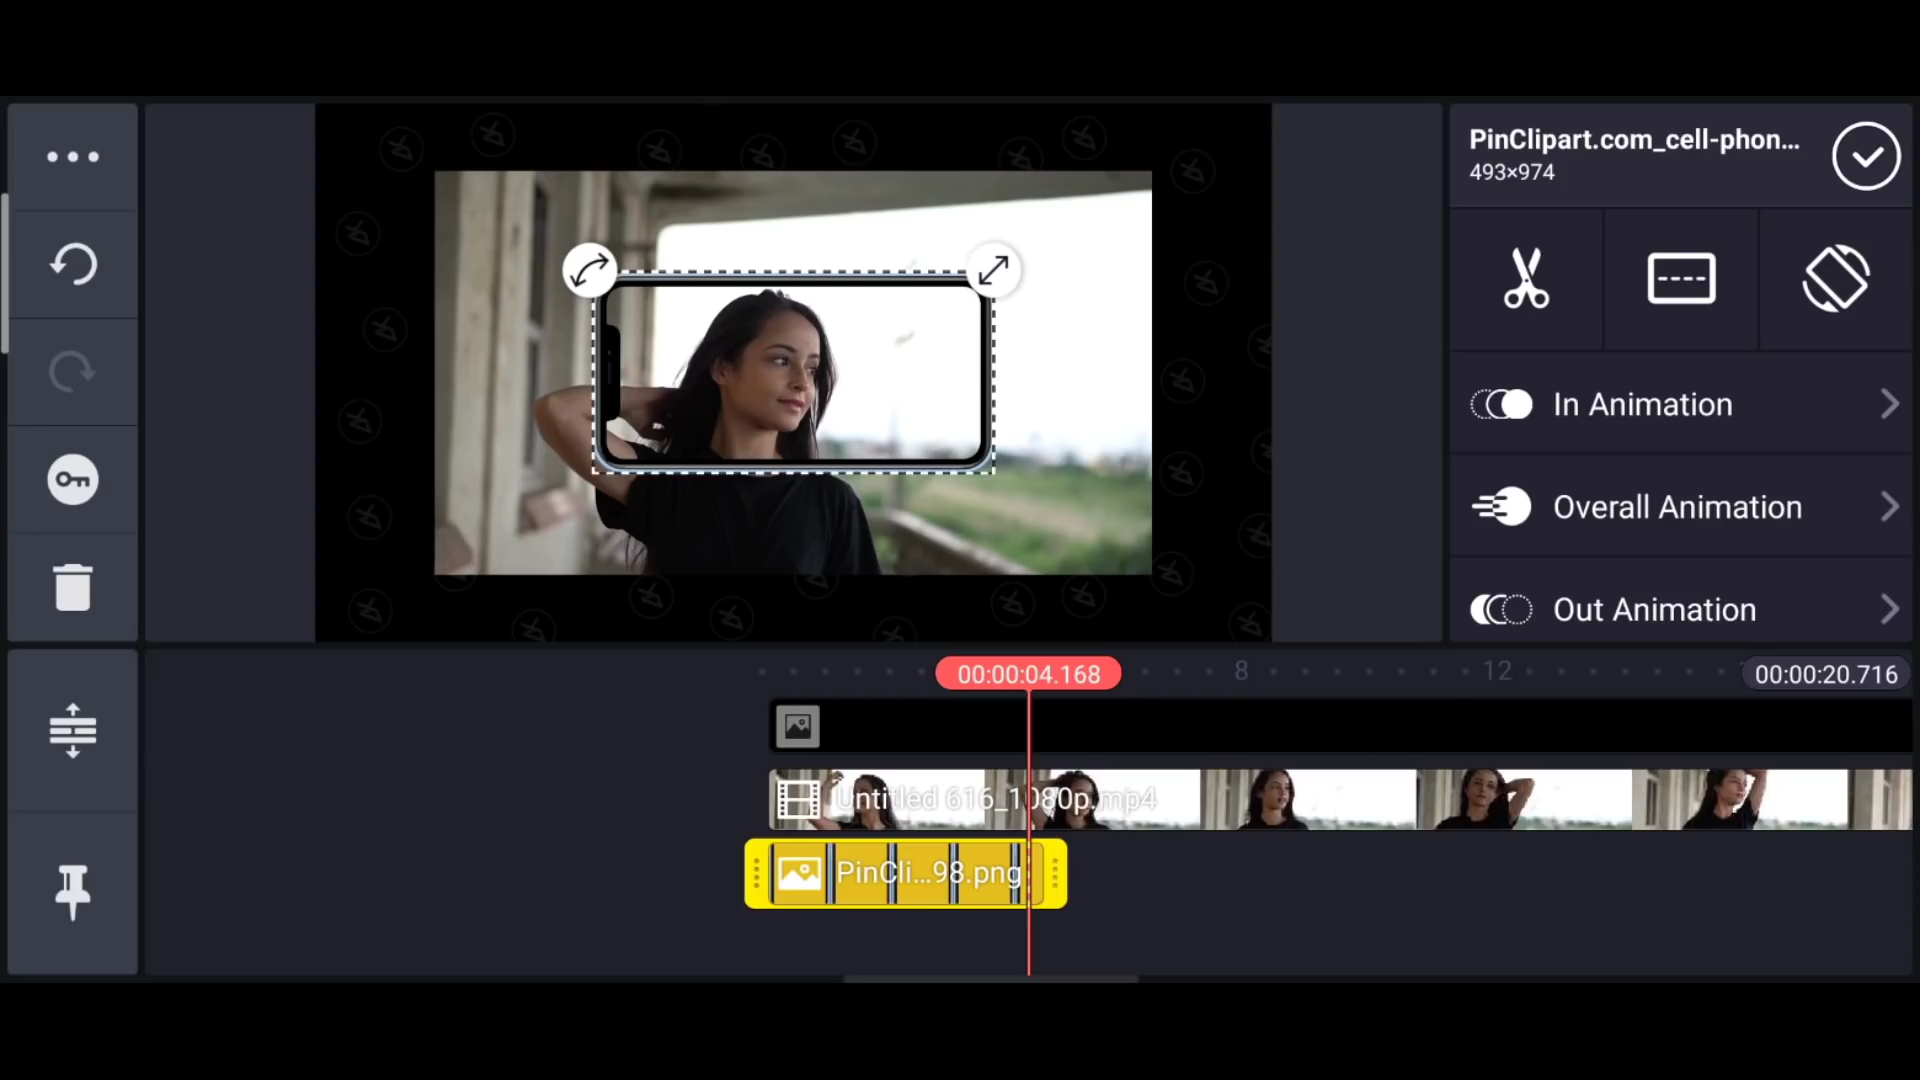 PinClipart.com_cell-phon...
493×974
In Animation
Overall Animation
Out Animation
00:00:04.168
8
12
00:00:20.716
Untitled 616_1080p.mp4
PinCli...98.png